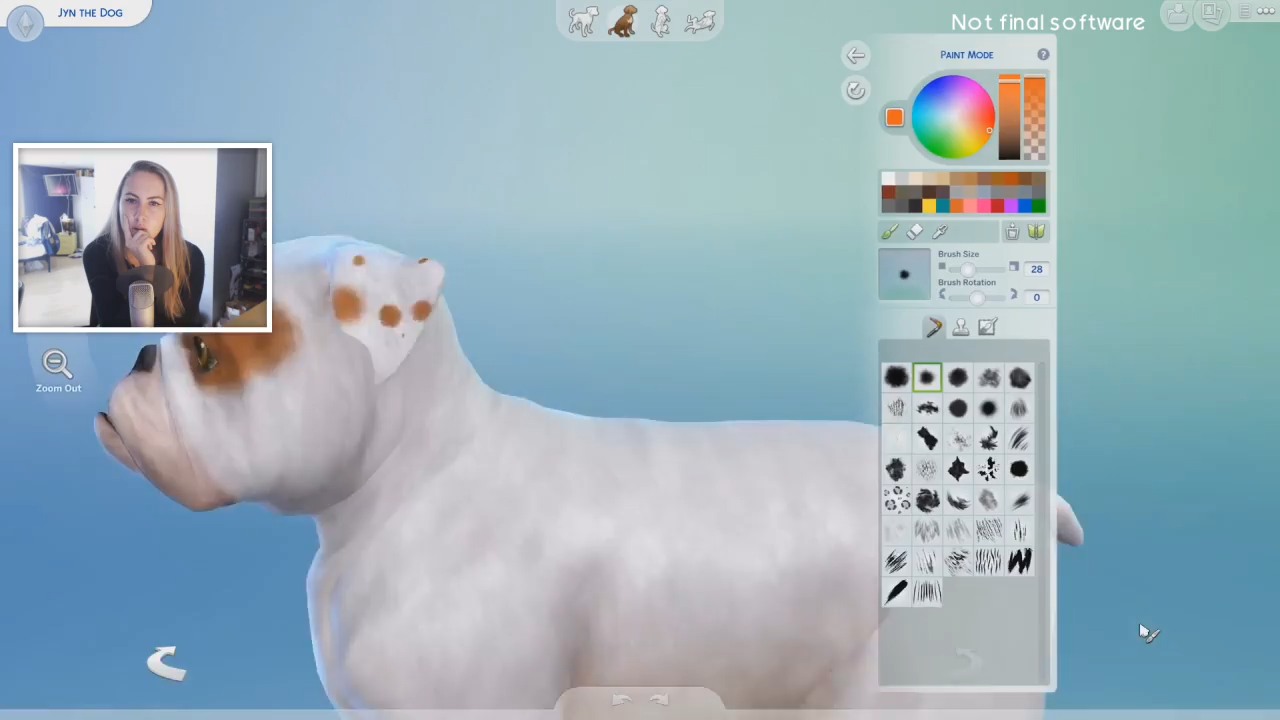 JYN THE DOG
Not final software
PAINT MODE
?
Brush Size
28
Brush Rotation
0
Zoom Out